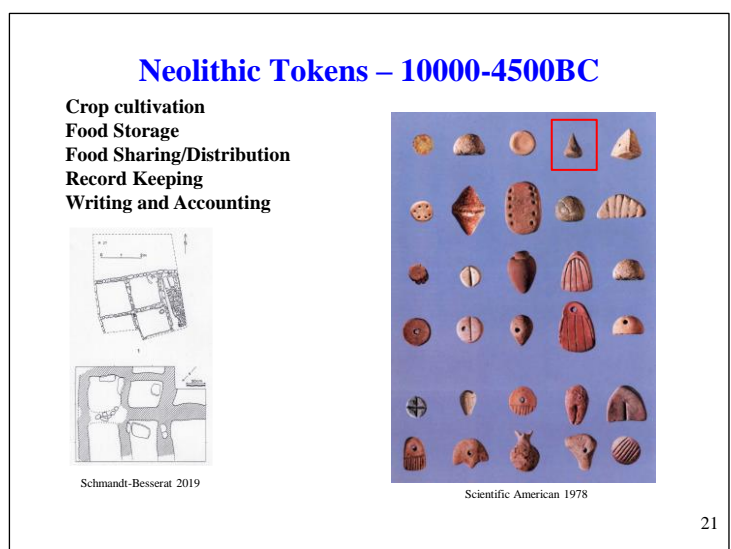 Neolithic Tokens – 10000-4500BC
Crop cultivation
Food Storage
Food Sharing/Distribution
Record Keeping
Writing and Accounting
Schmandt-Besserat 2019
Scientific American 1978
21